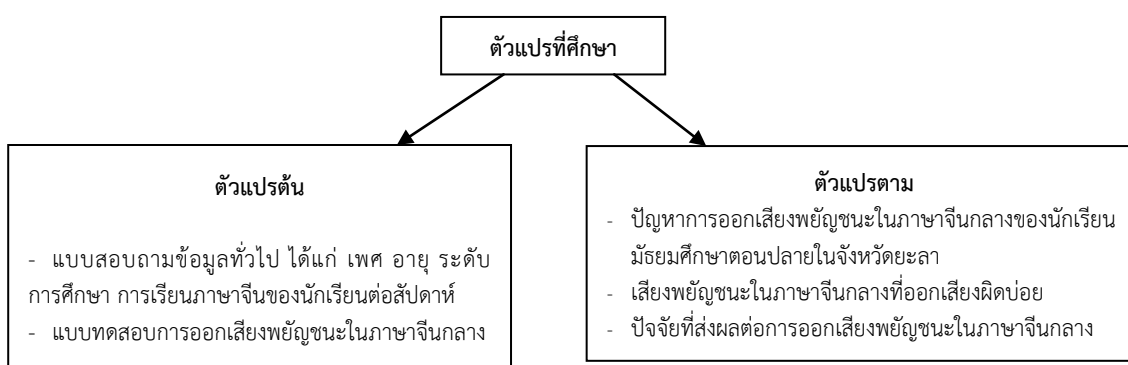 ตัวแปรที่ศึกษา
ตัวแปรต้น
- แบบสอบถามข้อมูลทั่วไป ได้แก่ เพศ อายุ ระดับ
การศึกษา การเรียนภาษาจีนของนักเรียนต่อสัปดาห์
- แบบทดสอบการออกเสียงพยัญชนะในภาษาจีนกลาง
ตัวแปรตาม
- ปัญหาการออกเสียงพยัญชนะในภาษาจีนกลางของนักเรียน
มัธยมศึกษาตอนปลายในจังหวัดยะลา
- เสียงพยัญชนะในภาษาจีนกลางที่ออกเสียงผิดบ่อย
- ปัจจัยที่ส่งผลต่อการออกเสียงพยัญชนะในภาษาจีนกลาง